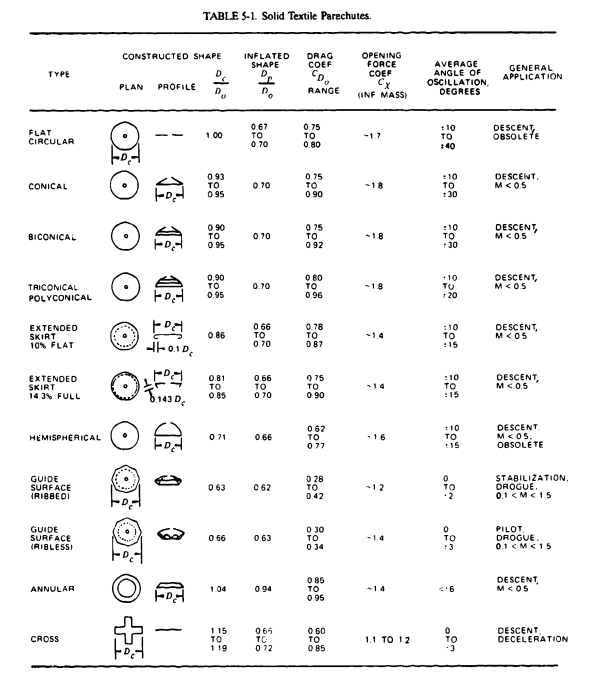 TABLE 5-1. Solid Textile Parachutes.
TYPE CONSTRUCTED SHAPE PLAN PROFILE D_c / D_o INFLATED SHAPE D_p / D_o DRAG COEF C_Do RANGE OPENING FORCE COEF C_X (INF MASS) AVERAGE ANGLE OF OSCILLATION, DEGREES GENERAL APPLICATION
FLAT CIRCULAR D_c 1.00 0.67 TO 0.70 0.75 TO 0.80 ~1.7 ±10 TO ±40 DESCENT, OBSOLETE
CONICAL D_c 0.93 TO 0.95 0.70 0.75 TO 0.90 ~1.8 ±10 TO ±30 DESCENT, M < 0.5
BICONICAL D_c 0.90 TO 0.95 0.70 0.75 TO 0.92 ~1.8 ±10 TO ±30 DESCENT, M < 0.5
TRICONICAL POLYCONICAL D_c 0.90 TO 0.95 0.70 0.80 TO 0.96 ~1.8 ±10 TO ±20 DESCENT, M < 0.5
EXTENDED SKIRT 10% FLAT D_c 0.1 D_c 0.86 0.66 TO 0.70 0.78 TO 0.87 ~1.4 ±10 TO ±15 DESCENT, M < 0.5
EXTENDED SKIRT 14.3% FULL D_c 0.143 D_c 0.81 TO 0.85 0.66 TO 0.70 0.75 TO 0.90 ~1.4 ±10 TO ±15 DESCENT, M < 0.5
HEMISPHERICAL D_c 0.71 0.66 0.62 TO 0.77 ~1.6 ±10 TO ±15 DESCENT, M < 0.5, OBSOLETE
GUIDE SURFACE (RIBBED) D_c 0.63 0.62 0.28 TO 0.42 ~1.2 0 TO ±2 STABILIZATION, DROGUE, 0.1 < M < 1.5
GUIDE SURFACE (RIBLESS) D_c 0.66 0.63 0.30 TO 0.34 ~1.4 0 TO ±3 PILOT, DROGUE, 0.1 < M < 1.5
ANNULAR D_c 1.04 0.94 0.85 TO 0.95 ~1.4 <±6 DESCENT, M < 0.5
CROSS D_c 1.15 TO 1.19 0.66 TO 0.72 0.60 TO 0.85 1.1 TO 1.2 0 TO ±3 DESCENT, DECELERATION